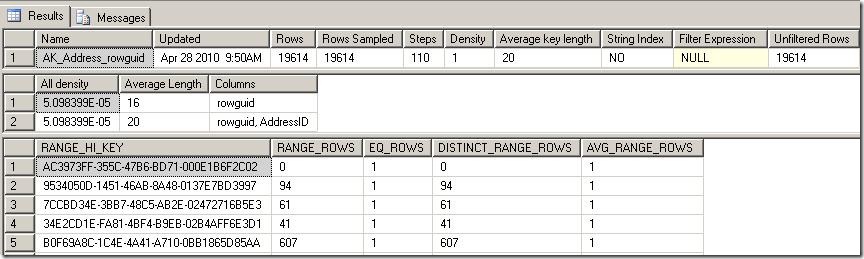 Results Messages
Name Updated Rows Rows Sampled Steps Density Average key length String Index Filter Expression Unfiltered Rows
1 AK_Address_rowguid Apr 28 2010 9:50AM 19614 19614 110 1 20 NO NULL 19614
All density Average Length Columns
1 5.098399E-05 16 rowguid
2 5.098399E-05 20 rowguid, AddressID
RANGE_HI_KEY RANGE_ROWS EQ_ROWS DISTINCT_RANGE_ROWS AVG_RANGE_ROWS
1 AC3973FF-355C-47B6-BD71-000E1B6F2C02 0 1 0 1
2 9534050D-1451-46AB-8A48-0137E7BD3997 94 1 94 1
3 7CCBD34E-3BB7-48C5-AB2E-02472716B5E3 61 1 61 1
4 34E2CD1E-FA81-4BF4-B9EB-02B4AFF6E3D1 41 1 41 1
5 B0F69A8C-1C4E-4A41-A710-0BB1865D85AA 607 1 607 1